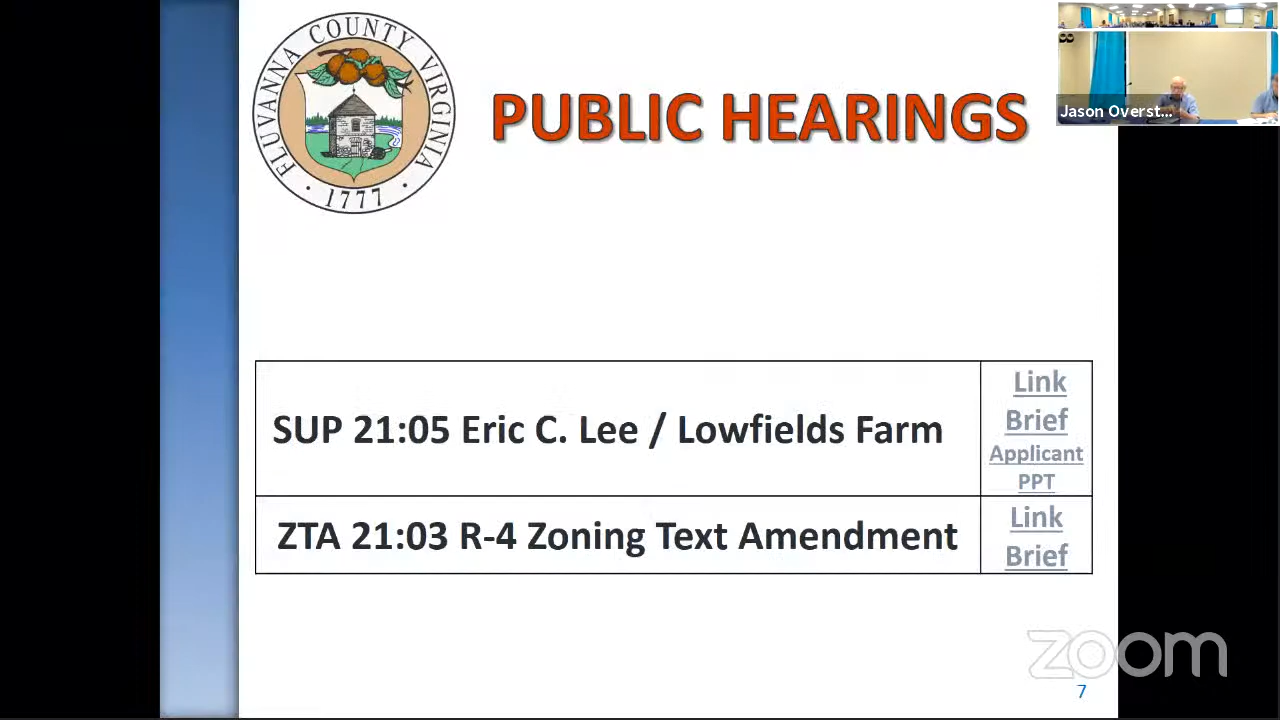 FLUVANNA COUNTY VIRGINIA
1777
PUBLIC HEARINGS
Jason Overst...
SUP 21:05 Eric C. Lee / Lowfields Farm
Link
Brief
Applicant
PPT
ZTA 21:03 R-4 Zoning Text Amendment
Link
Brief
zoom
7